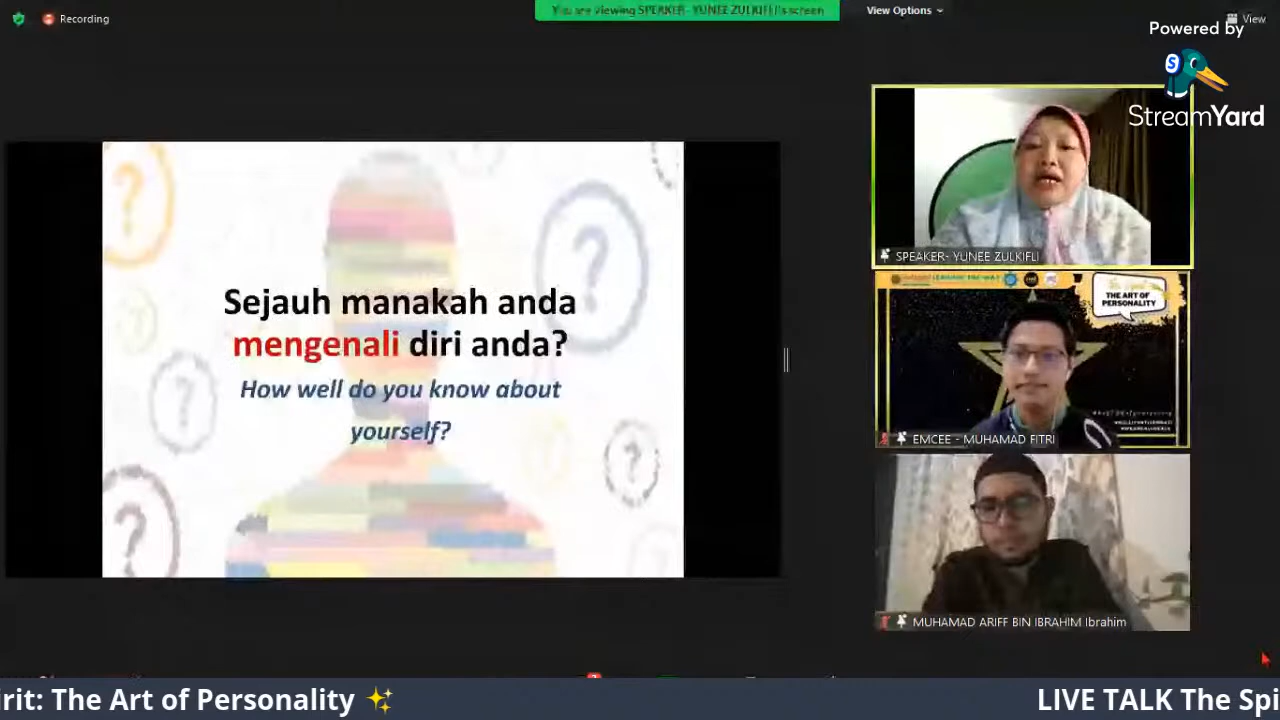 Recording
You are viewing SPEAKER- YUNEE ZULKIFLI's screen
View Options
View
Powered by
S
StreamYard
Sejauh manakah anda
mengenali diri anda?
How well do you know about
yourself?
SPEAKER- YUNEE ZULKIFLI
THE ART OF
PERSONALITY
EMCEE - MUHAMAD FITRI
MUHAMAD ARIFF BIN IBRAHIM Ibrahim
irit: The Art of Personality ✨
LIVE TALK The Spi